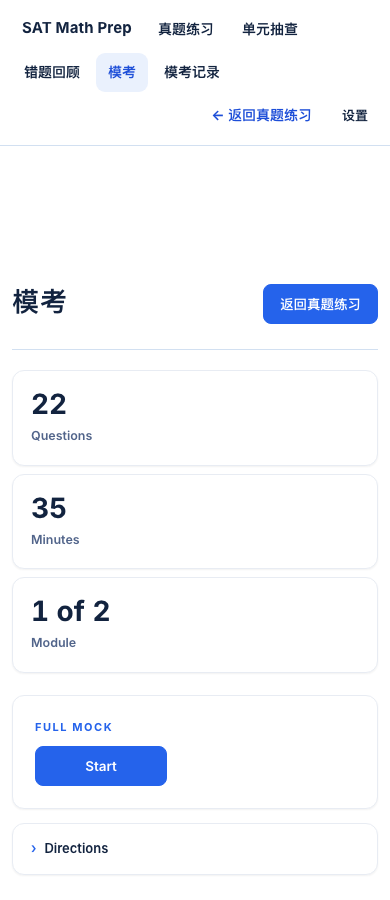 SAT Math Prep 真题练习 单元抽查
错题回顾 模考 模考记录
← 返回真题练习 设置
模考 返回真题练习
22
Questions
35
Minutes
1 of 2
Module
FULL MOCK
Start
› Directions